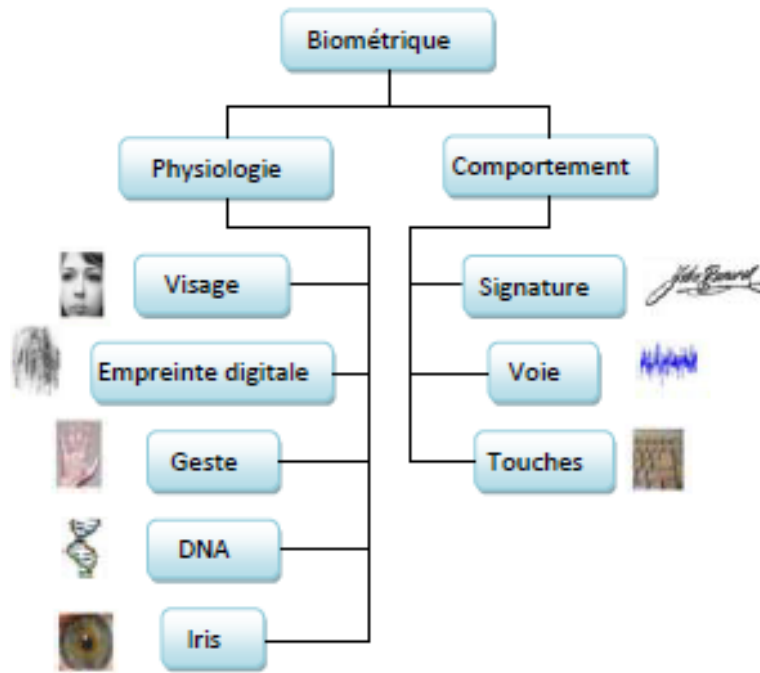 Biométrique
Physiologie
Comportement
Visage
Empreinte digitale
Geste
DNA
Iris
Signature
Voie
Touches